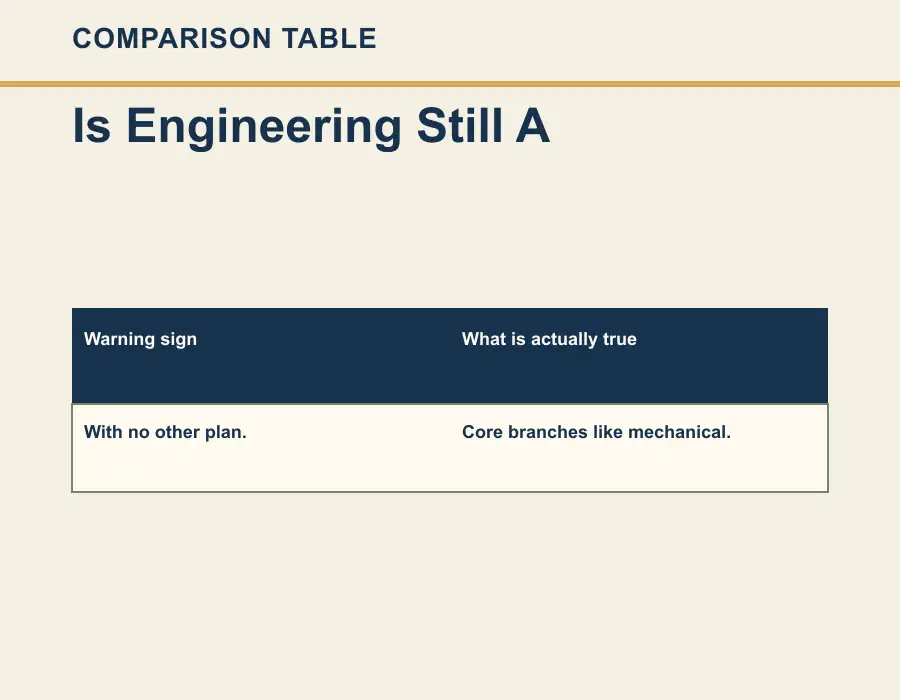 COMPARISON TABLE
Is Engineering Still A
Warning sign What is actually true
With no other plan. Core branches like mechanical.